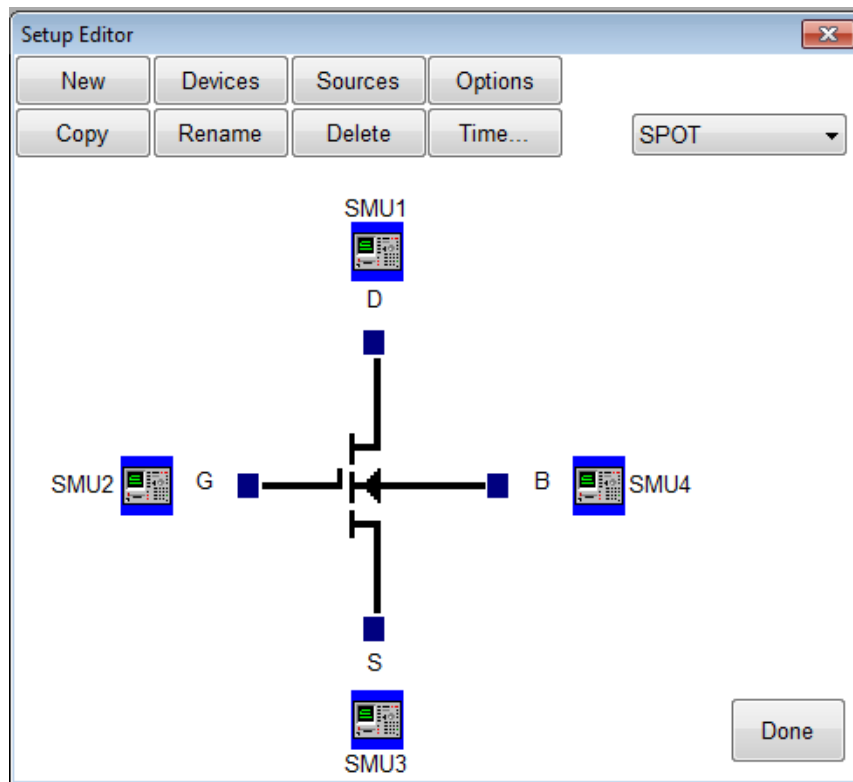 Setup Editor
New Devices Sources Options
Copy Rename Delete Time... SPOT
SMU1
D
SMU2 G B SMU4
S
SMU3
Done